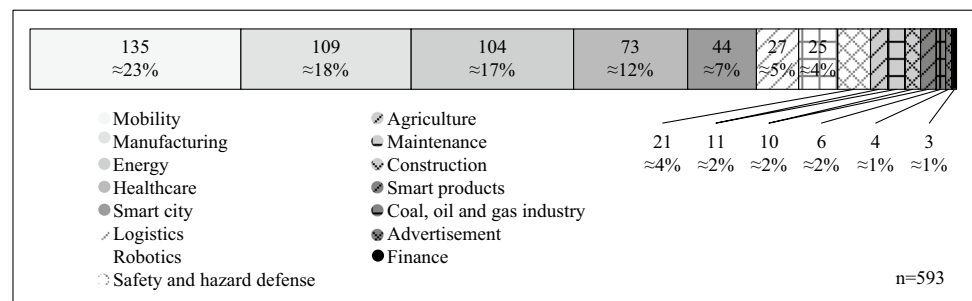 135 109 104 73 44 27 25
≈23% ≈18% ≈17% ≈12% ≈7% ≈5% ≈4%
Mobility
Manufacturing
Energy
Healthcare
Smart city
Logistics
Robotics
Safety and hazard defense
Agriculture
Maintenance
Construction
Smart products
Coal, oil and gas industry
Advertisement
Finance
21 11 10 6 4 3
≈4% ≈2% ≈2% ≈2% ≈1% ≈1%
n=593